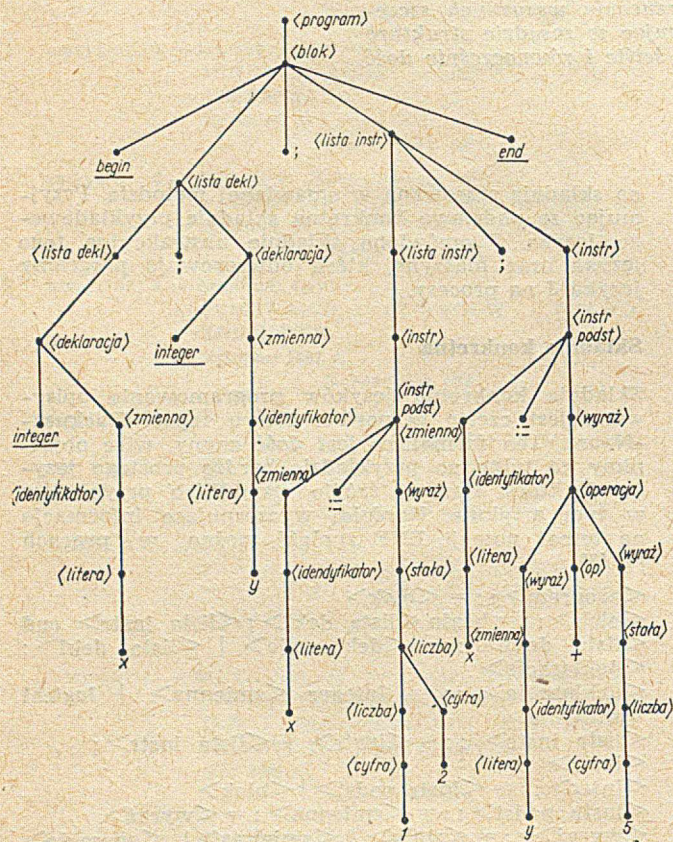 ⟨program⟩
⟨blok⟩
begin
;
⟨lista instr⟩
end
⟨lista dekl⟩
⟨lista dekl⟩
;
⟨deklaracja⟩
⟨lista instr⟩
;
⟨instr⟩
⟨deklaracja⟩
integer
⟨zmienna⟩
⟨instr⟩
⟨instr
podst⟩
integer
⟨zmienna⟩
⟨identyfikator⟩
⟨instr
podst⟩
⟨zmienna⟩
:=
⟨wyraż⟩
⟨identyfikator⟩
⟨litera⟩
⟨zmienna⟩
:=
⟨wyraż⟩
⟨identyfikator⟩
⟨operacja⟩
⟨litera⟩
y
⟨idendyfikator⟩
⟨stała⟩
⟨litera⟩
⟨wyraż⟩
⟨op⟩
⟨wyraż⟩
x
⟨litera⟩
⟨liczba⟩
x
⟨zmienna⟩
+
⟨stała⟩
x
⟨liczba⟩
⟨cyfra⟩
⟨identyfikator⟩
⟨liczba⟩
⟨cyfra⟩
2
⟨litera⟩
⟨cyfra⟩
1
y
5